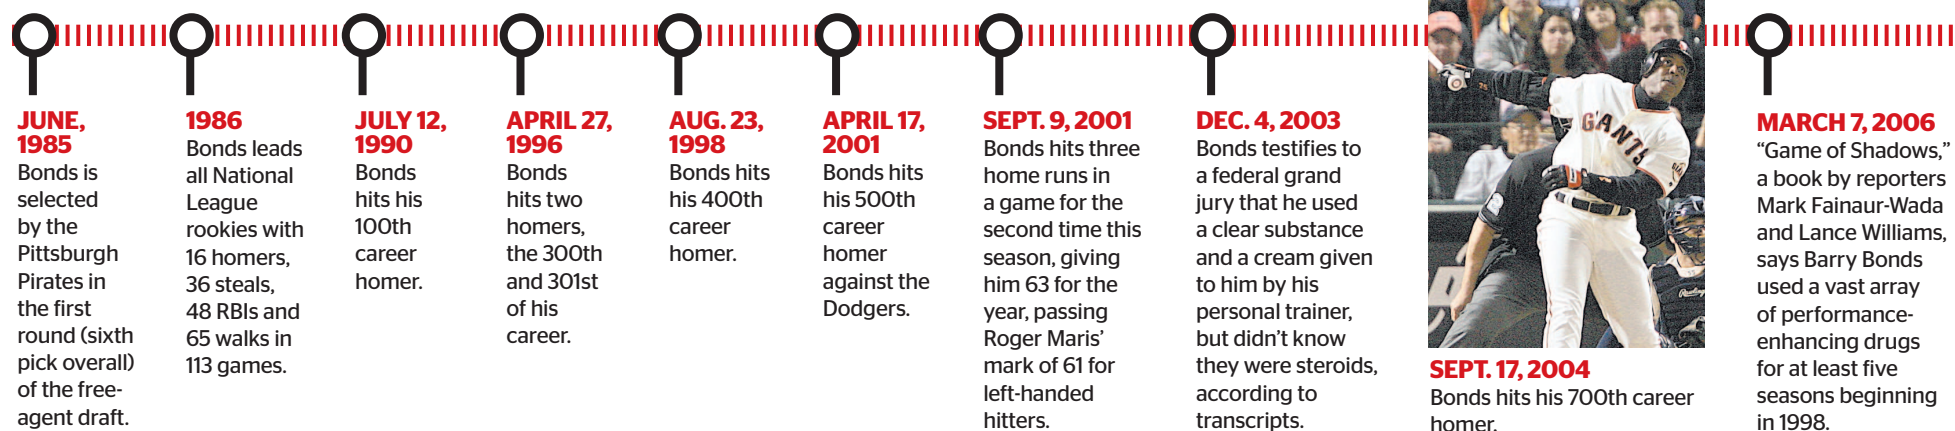 JUNE,
1985
Bonds is
selected
by the
Pittsburgh
Pirates in
the first
round (sixth
pick overall)
of the free-
agent draft.
1986
Bonds leads
all National
League
rookies with
16 homers,
36 steals,
48 RBIs and
65 walks in
113 games.
JULY 12,
1990
Bonds
hits his
100th
career
homer.
APRIL 27,
1996
Bonds
hits two
homers,
the 300th
and 301st
of his
career.
AUG. 23,
1998
Bonds hits
his 400th
career
homer.
APRIL 17,
2001
Bonds hits
his 500th
career
homer
against the
Dodgers.
SEPT. 9, 2001
Bonds hits three
home runs in
a game for the
second time this
season, giving
him 63 for the
year, passing
Roger Maris’
mark of 61 for
left-handed
hitters.
DEC. 4, 2003
Bonds testifies to
a federal grand
jury that he used
a clear substance
and a cream given
to him by his
personal trainer,
but didn’t know
they were steroids,
according to
transcripts.
GIANTS
SEPT. 17, 2004
Bonds hits his 700th career
homer.
MARCH 7, 2006
“Game of Shadows,”
a book by reporters
Mark Fainaur-Wada
and Lance Williams,
says Barry Bonds
used a vast array
of performance-
enhancing drugs
for at least five
seasons beginning
in 1998.